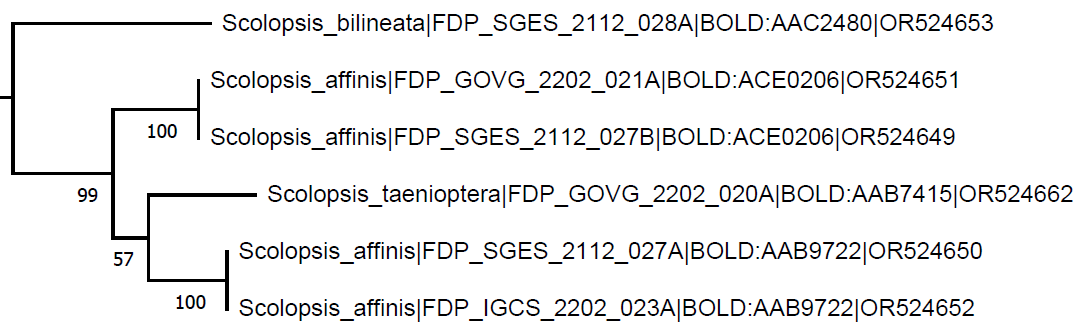 Scolopsis_bilineata|FDP_SGES_2112_028A|BOLD:AAC2480|OR524653
Scolopsis_affinis|FDP_GOVG_2202_021A|BOLD:ACE0206|OR524651
100
Scolopsis_affinis|FDP_SGES_2112_027B|BOLD:ACE0206|OR524649
99
Scolopsis_taenioptera|FDP_GOVG_2202_020A|BOLD:AAB7415|OR524662
57
Scolopsis_affinis|FDP_SGES_2112_027A|BOLD:AAB9722|OR524650
100
Scolopsis_affinis|FDP_IGCS_2202_023A|BOLD:AAB9722|OR524652